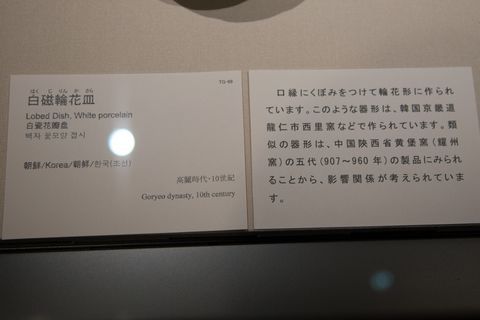 TG-69
はくじりんかさら
白磁輪花皿
Lobed Dish, White porcelain
白瓷花瓣盘
백자 꽃모양 접시
朝鮮/Korea/朝鲜/한국(조선)
高麗時代・10世紀
Goryeo dynasty, 10th century
口縁にくぼみをつけて輪花形に作られ
ています。このような器形は、韓国京畿道
龍仁市西里窯などで作られています。類
似の器形は、中国陝西省黄堡窯(耀州
窯)の五代(907~960年)の製品にみられ
ることから、影響関係が考えられていま
す。